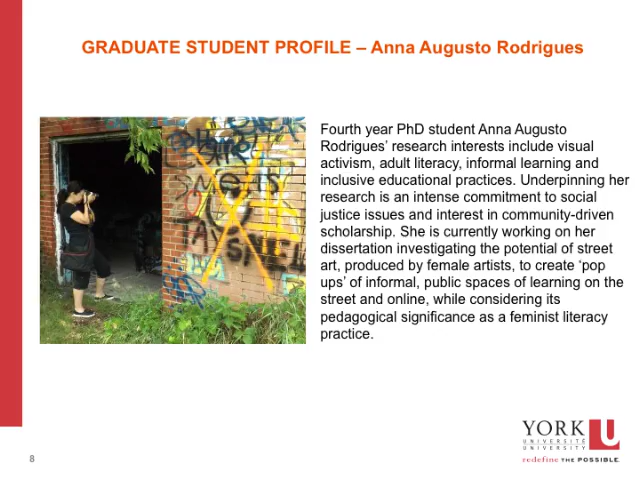 GRADUATE STUDENT PROFILE – Anna Augusto Rodrigues
Fourth year PhD student Anna Augusto
Rodrigues’ research interests include visual
activism, adult literacy, informal learning and
inclusive educational practices. Underpinning her
research is an intense commitment to social
justice issues and interest in community-driven
scholarship. She is currently working on her
dissertation investigating the potential of street
art, produced by female artists, to create ‘pop
ups’ of informal, public spaces of learning on the
street and online, while considering its
pedagogical significance as a feminist literacy
practice.
YORK U
UNIVERSITÉ
UNIVERSITY
redefine THE POSSIBLE.
8